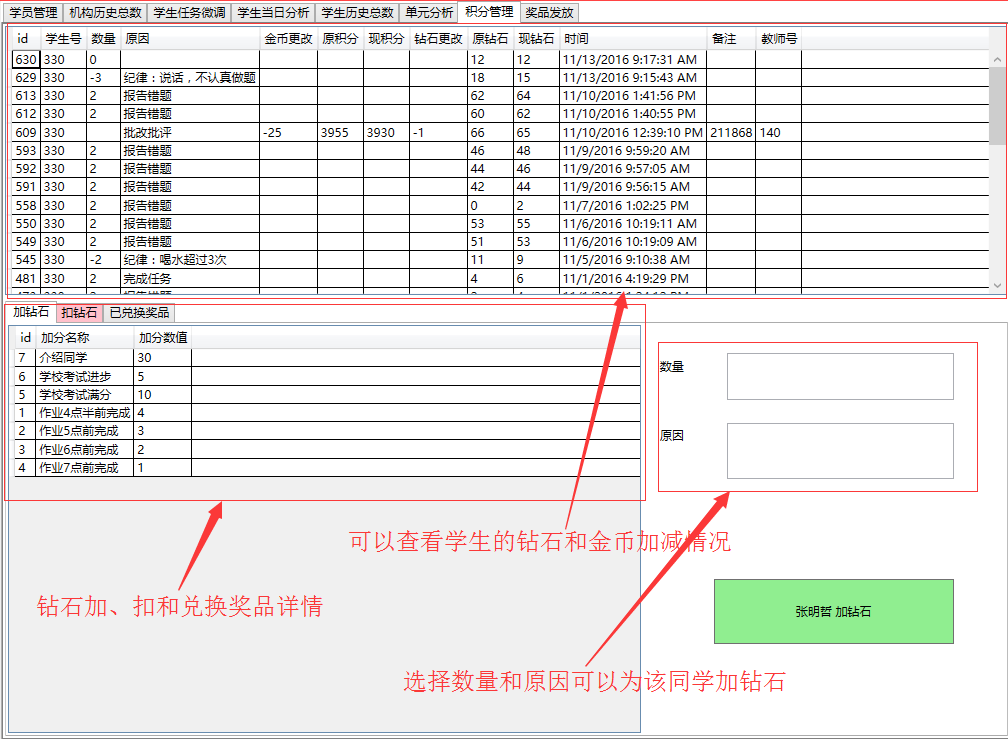 学员管理 机构历史总数 学生任务微调 学生当日分析 学生历史总数 单元分析 积分管理 奖品发放
id 学生号 数量 原因 金币更改 原积分 现积分 钻石更改 原钻石 现钻石 时间 备注 教师号
630 330 0 12 12 11/13/2016 9:17:31 AM
629 330 -3 纪律：说话，不认真做题 18 15 11/13/2016 9:15:43 AM
613 330 2 报告错题 62 64 11/10/2016 1:41:56 PM
612 330 2 报告错题 60 62 11/10/2016 1:40:55 PM
609 330 批改批评 -25 3955 3930 -1 66 65 11/10/2016 12:39:10 PM 211868 140
593 330 2 报告错题 46 48 11/9/2016 9:59:20 AM
592 330 2 报告错题 44 46 11/9/2016 9:57:05 AM
591 330 2 报告错题 42 44 11/9/2016 9:56:15 AM
558 330 2 报告错题 0 2 11/7/2016 1:02:25 PM
550 330 2 报告错题 53 55 11/6/2016 10:19:11 AM
549 330 2 报告错题 51 53 11/6/2016 10:19:09 AM
545 330 -2 纪律：喝水超过3次 11 9 11/5/2016 9:10:38 AM
481 330 2 完成任务 4 6 11/1/2016 4:19:29 PM
加钻石 扣钻石 已兑换奖品
id 加分名称 加分数值
7 介绍同学 30
6 学校考试进步 5
5 学校考试满分 10
1 作业4点半前完成 4
2 作业5点前完成 3
3 作业6点前完成 2
4 作业7点前完成 1
数量
原因
可以查看学生的钻石和金币加减情况
钻石加、扣和兑换奖品详情
张明哲 加钻石
选择数量和原因可以为该同学加钻石